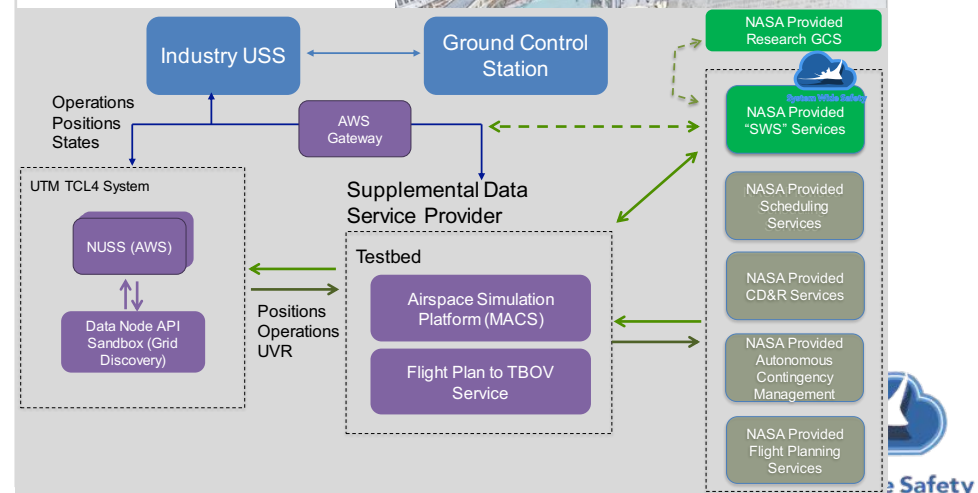 NASA Provided
Research GCS
Industry USS
Ground Control
Station
System Wide Safety
NASA Provided
"SWS" Services
Operations
Positions
States
AWS
Gateway
UTM TCL4 System
NUSS (AWS)
Data Node API
Sandbox (Grid
Discovery)
Supplemental Data
Service Provider
Testbed
Airspace Simulation
Platform (MACS)
Flight Plan to TBOV
Service
Positions
Operations
UVR
NASA Provided
Scheduling
Services
NASA Provided
CD&R Services
NASA Provided
Autonomous
Contingency
Management
NASA Provided
Flight Planning
Services
e Safety